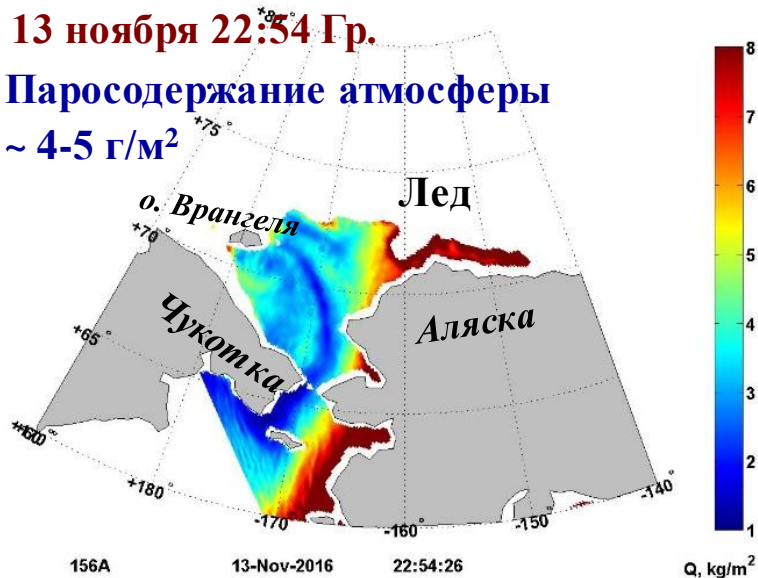 +80°
13 ноября 22:54 Гр.
Паросодержание атмосферы
~ 4-5 г/м²
+75°
Лед
о. Врангеля
+70°
Чукотка
Аляска
+65°
+180°
-170°
-160°
-150°
-140°
8
7
6
5
4
3
2
1
156A 13-Nov-2016 22:54:26 Q, kg/m²